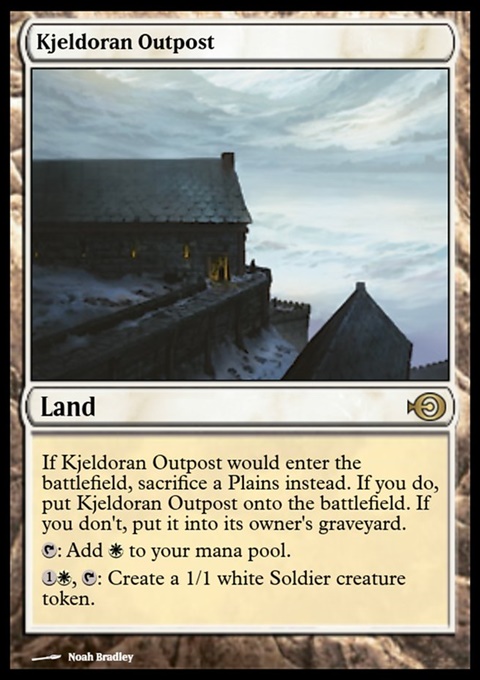 Kjeldoran Outpost
Land
If Kjeldoran Outpost would enter the
battlefield, sacrifice a Plains instead. If you do,
put Kjeldoran Outpost onto the battlefield. If
you don't, put it into its owner's graveyard.
: Add to your mana pool.
1 , : Create a 1/1 white Soldier creature
token.
Noah Bradley